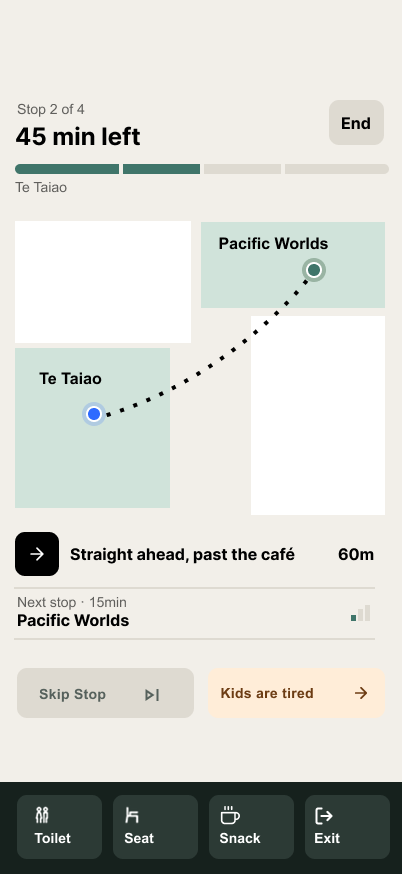 Stop 2 of 4
45 min left
End
Te Taiao
Pacific Worlds
Te Taiao
Straight ahead, past the café
60m
Next stop · 15min
Pacific Worlds
Skip Stop
Kids are tired
Toilet
Seat
Snack
Exit